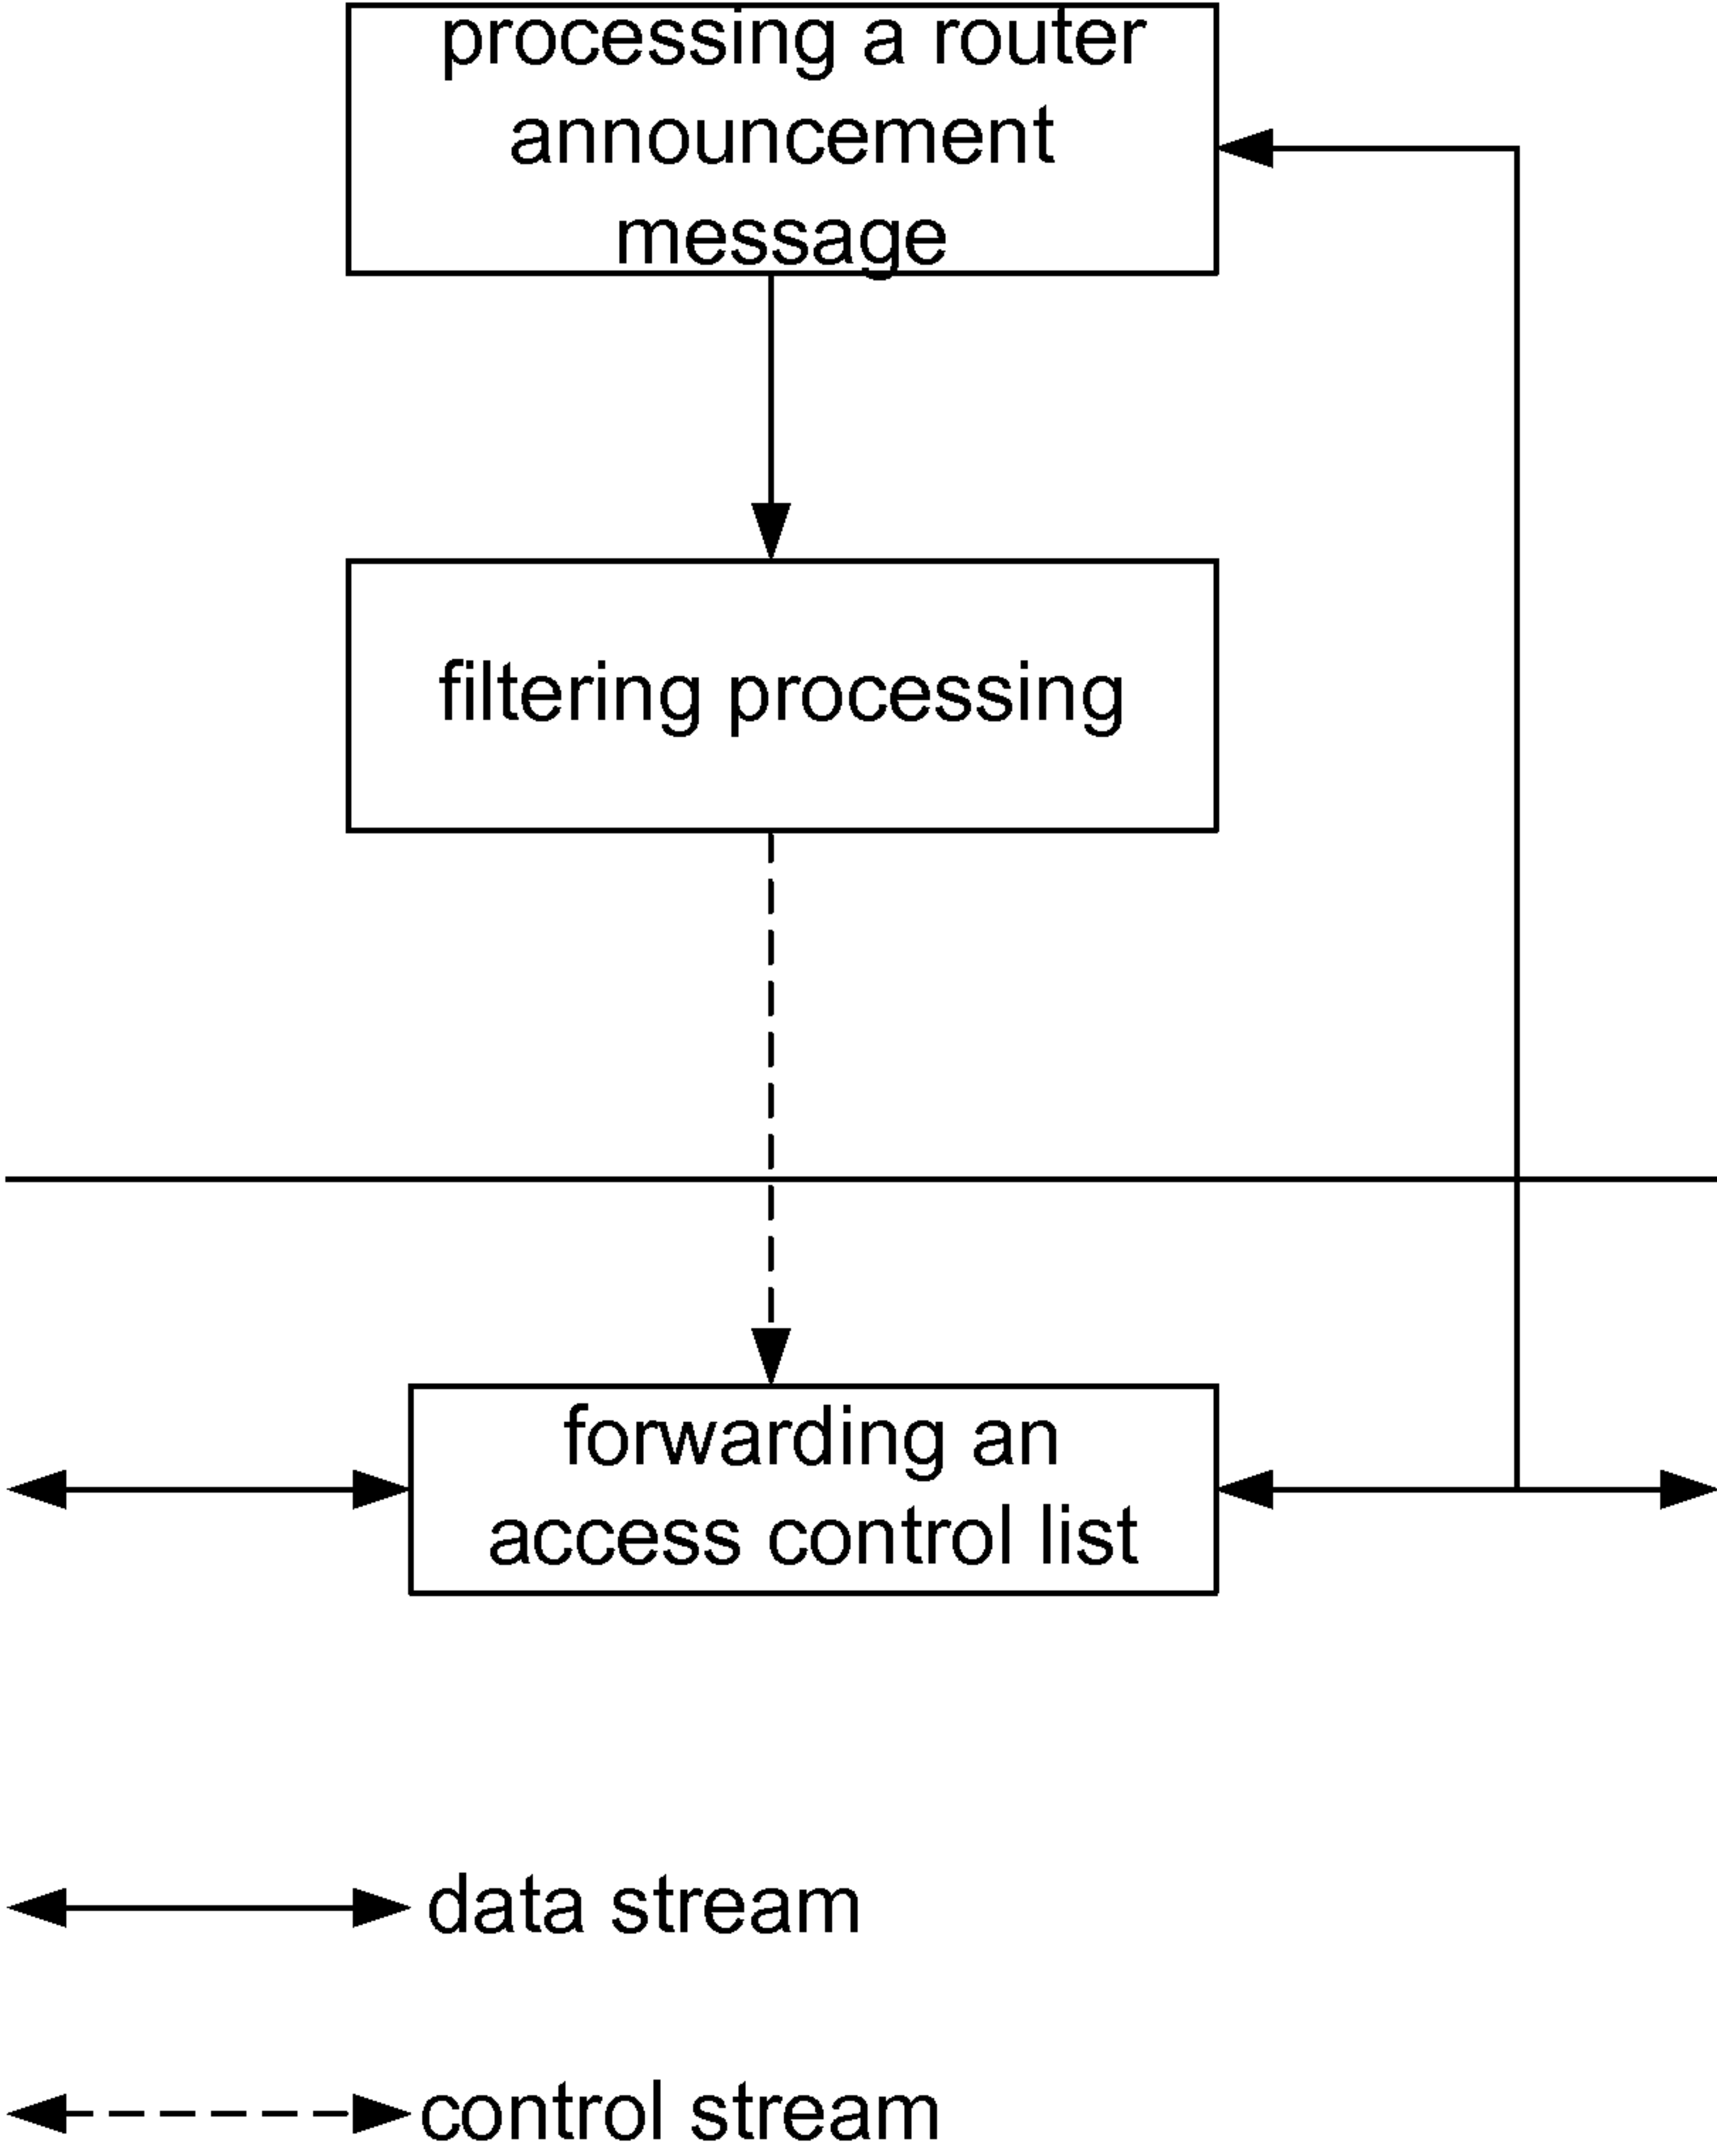 processing a router
announcement
message
filtering processing
forwarding an
access control list
data stream
control stream